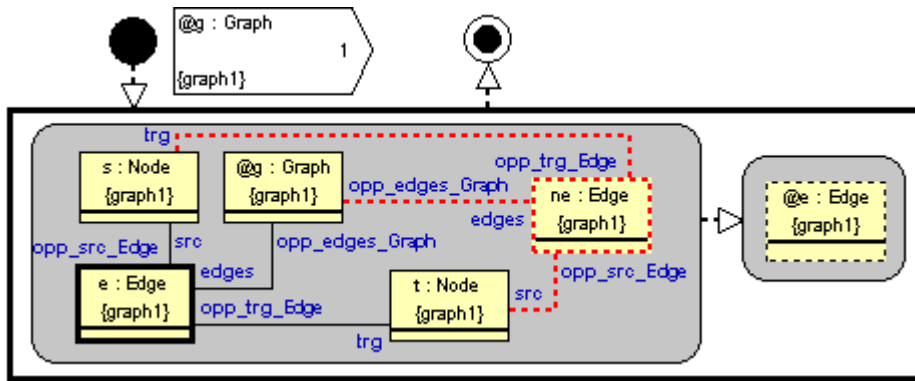 @g : Graph
1
{graph1}
trg
s : Node
{graph1}
@g : Graph
{graph1}
opp_trg_Edge
opp_edges_Graph
ne : Edge
{graph1}
edges
@e : Edge
{graph1}
opp_src_Edge
src
opp_edges_Graph
edges
opp_src_Edge
e : Edge
{graph1}
opp_trg_Edge
t : Node
{graph1}
src
trg